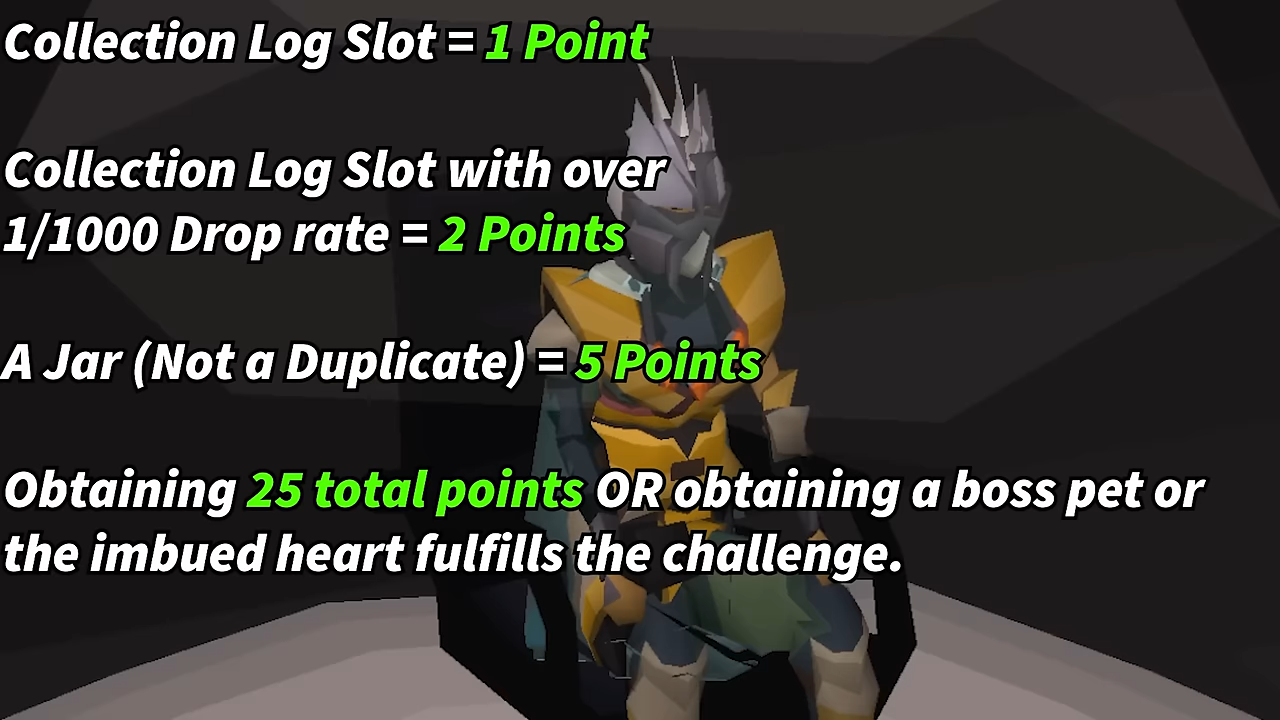 Collection Log Slot = 1 Point
Collection Log Slot with over
1/1000 Drop rate = 2 Points
A Jar (Not a Duplicate) = 5 Points
Obtaining 25 total points OR obtaining a boss pet or
the imbued heart fulfills the challenge.